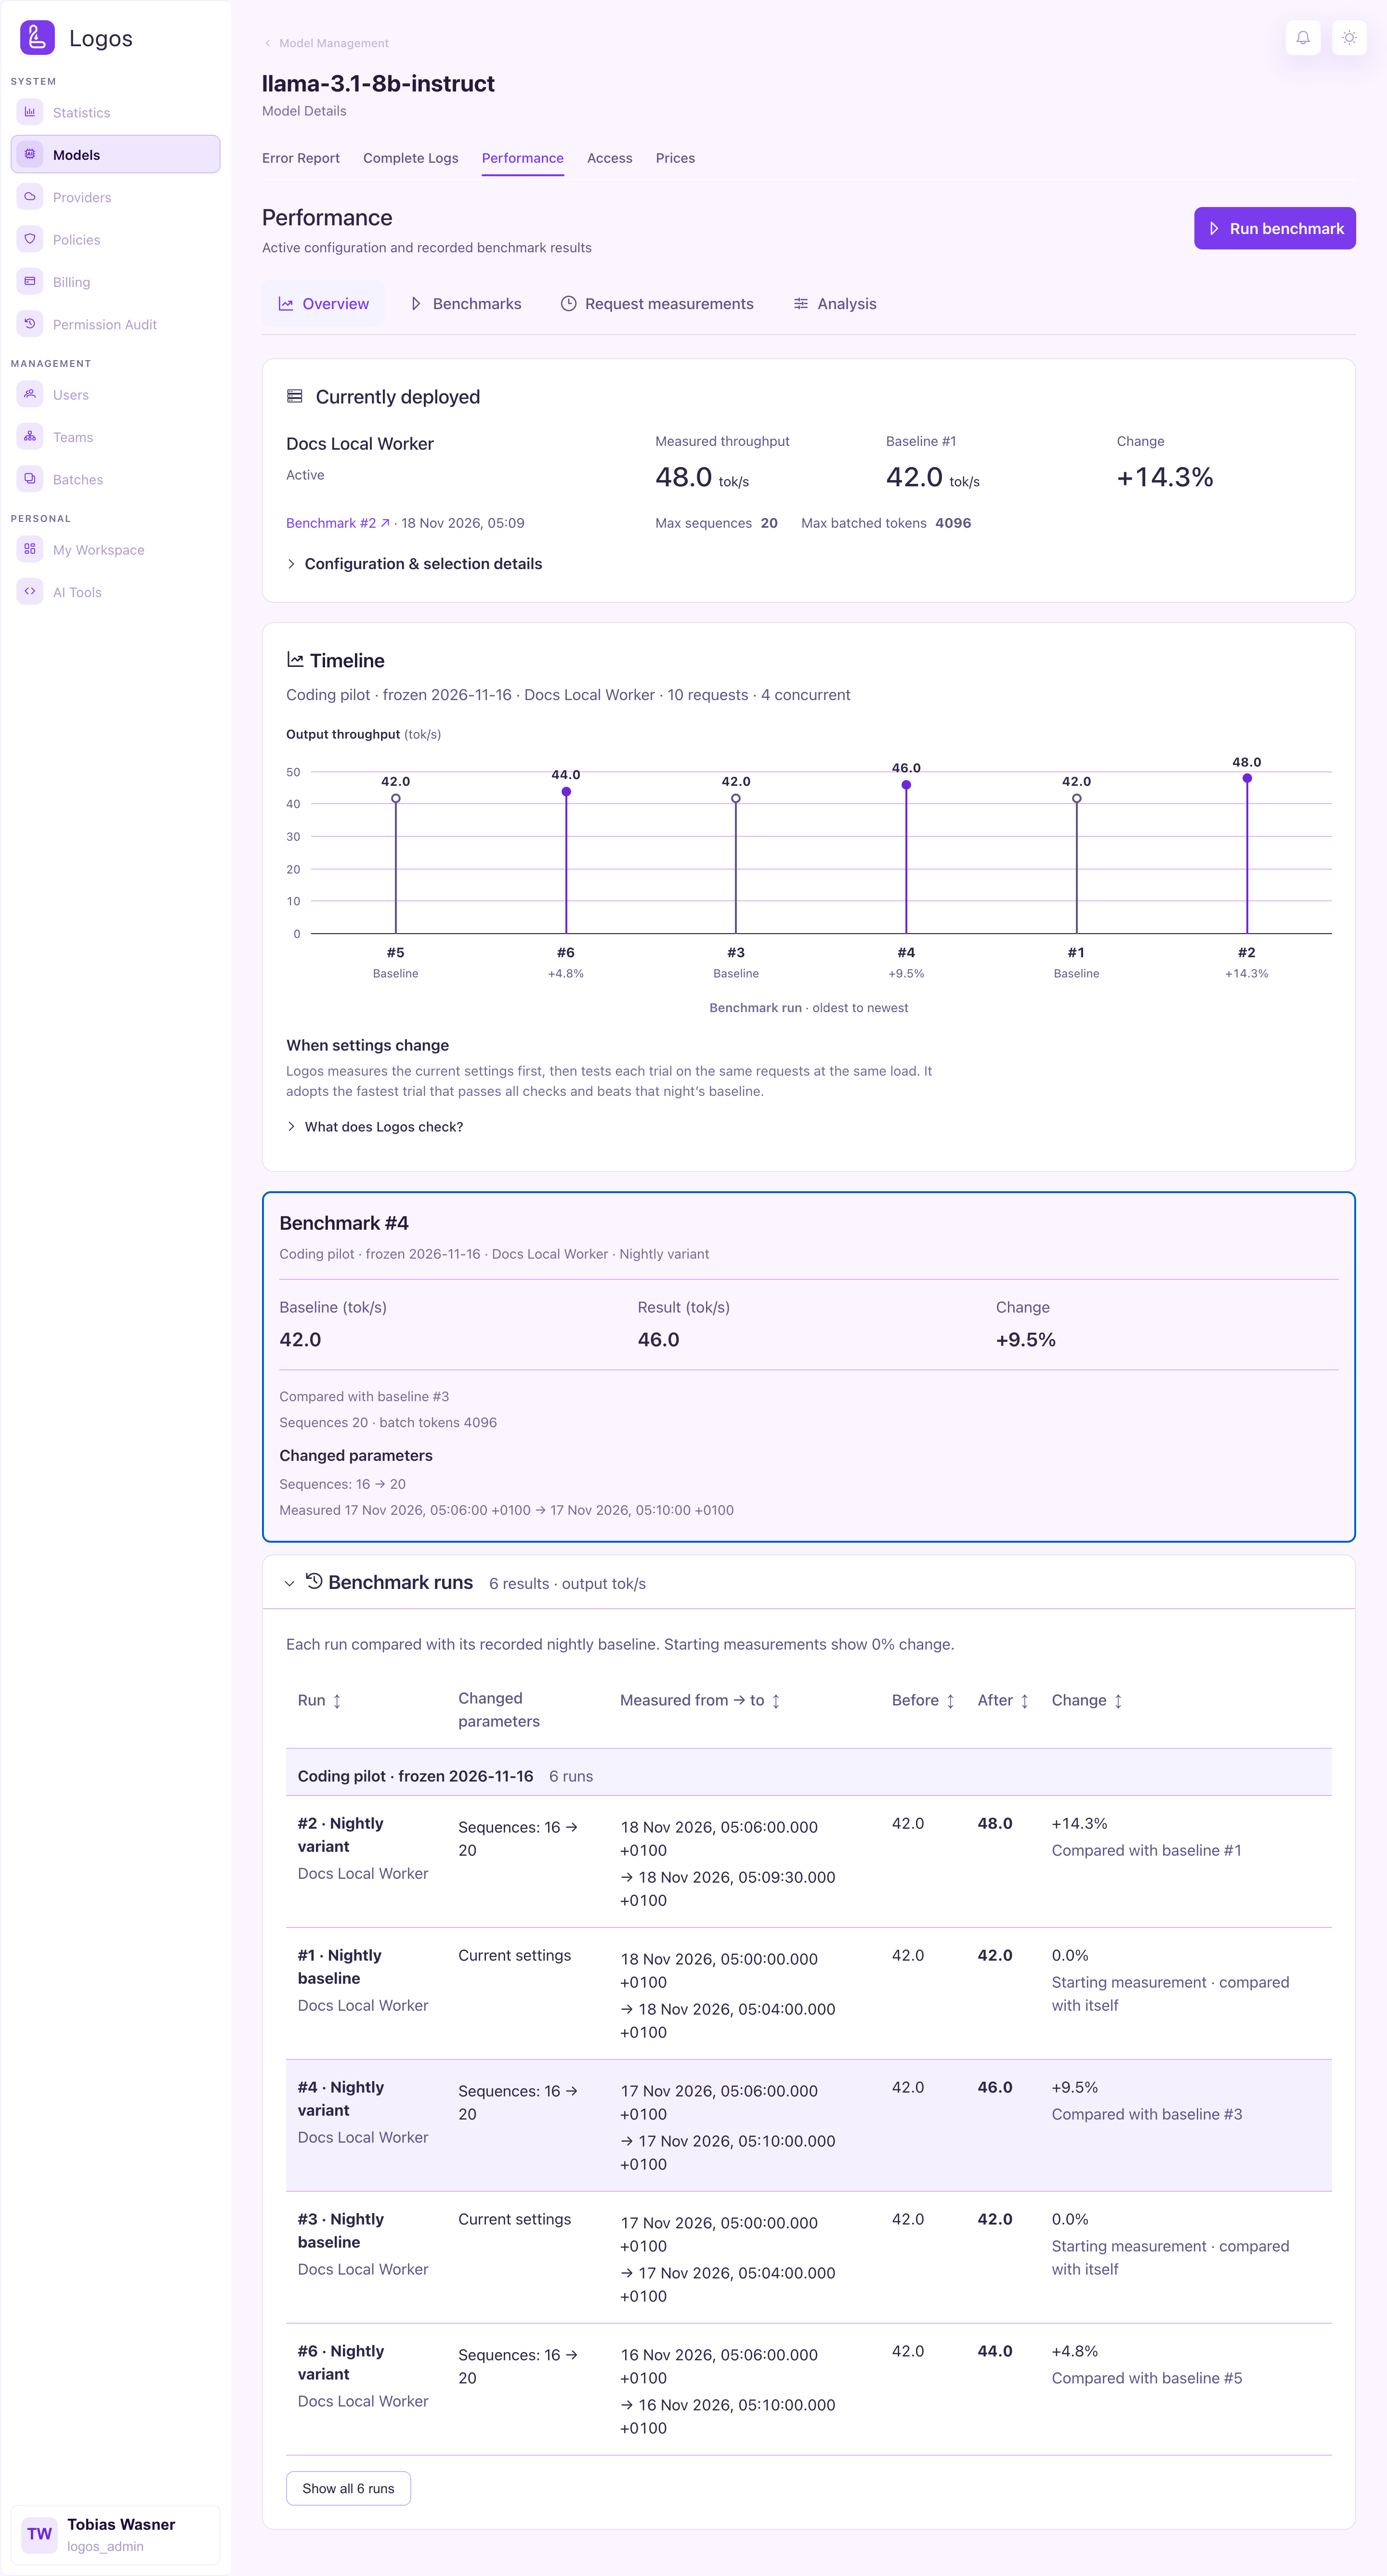 Logos
SYSTEM
Statistics
Models
Providers
Policies
Billing
Permission Audit
MANAGEMENT
Users
Teams
Batches
PERSONAL
My Workspace
AI Tools
TW
Tobias Wasner
logos_admin
Model Management
llama-3.1-8b-instruct
Model Details
Error Report Complete Logs Performance Access Prices
Performance
Active configuration and recorded benchmark results
Run benchmark
Overview Benchmarks Request measurements Analysis
Currently deployed
Docs Local Worker
Active
Measured throughput
48.0 tok/s
Baseline #1
42.0 tok/s
Change
+14.3%
Benchmark #2 ↗ · 18 Nov 2026, 05:09
Max sequences 20 Max batched tokens 4096
Configuration & selection details
Timeline
Coding pilot · frozen 2026-11-16 · Docs Local Worker · 10 requests · 4 concurrent
Output throughput (tok/s)
50
40
30
20
10
0
42.0 44.0 42.0 46.0 42.0 48.0
#5 #6 #3 #4 #1 #2
Baseline +4.8% Baseline +9.5% Baseline +14.3%
Benchmark run · oldest to newest
When settings change
Logos measures the current settings first, then tests each trial on the same requests at the same load. It
adopts the fastest trial that passes all checks and beats that night's baseline.
What does Logos check?
Benchmark #4
Coding pilot · frozen 2026-11-16 · Docs Local Worker · Nightly variant
Baseline (tok/s) Result (tok/s) Change
42.0 46.0 +9.5%
Compared with baseline #3
Sequences 20 · batch tokens 4096
Changed parameters
Sequences: 16 → 20
Measured 17 Nov 2026, 05:06:00 +0100 → 17 Nov 2026, 05:10:00 +0100
Benchmark runs 6 results · output tok/s
Each run compared with its recorded nightly baseline. Starting measurements show 0% change.
Run ↕
Changed
parameters
Measured from → to ↕
Before ↕
After ↕
Change ↕
Coding pilot · frozen 2026-11-16 6 runs
#2 · Nightly
variant
Docs Local Worker
Sequences: 16 →
20
18 Nov 2026, 05:06:00.000
+0100
→ 18 Nov 2026, 05:09:30.000
+0100
42.0
48.0
+14.3%
Compared with baseline #1
#1 · Nightly
baseline
Docs Local Worker
Current settings
18 Nov 2026, 05:00:00.000
+0100
→ 18 Nov 2026, 05:04:00.000
+0100
42.0
42.0
0.0%
Starting measurement · compared
with itself
#4 · Nightly
variant
Docs Local Worker
Sequences: 16 →
20
17 Nov 2026, 05:06:00.000
+0100
→ 17 Nov 2026, 05:10:00.000
+0100
42.0
46.0
+9.5%
Compared with baseline #3
#3 · Nightly
baseline
Docs Local Worker
Current settings
17 Nov 2026, 05:00:00.000
+0100
→ 17 Nov 2026, 05:04:00.000
+0100
42.0
42.0
0.0%
Starting measurement · compared
with itself
#6 · Nightly
variant
Docs Local Worker
Sequences: 16 →
20
16 Nov 2026, 05:06:00.000
+0100
→ 16 Nov 2026, 05:10:00.000
+0100
42.0
44.0
+4.8%
Compared with baseline #5
Show all 6 runs